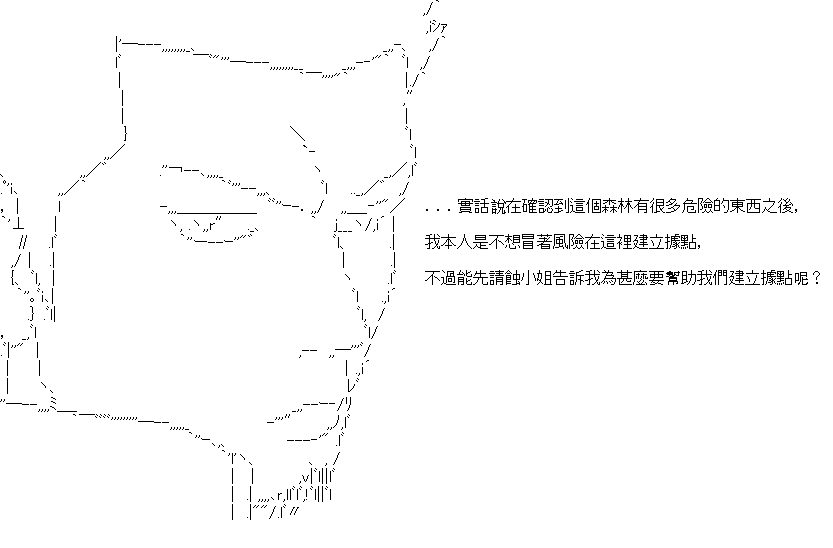 ...實話說在確認到這個森林有很多危險的東西之後,
我本人是不想冒著風險在這裡建立據點,
不過能先請蝕小姐告訴我為甚麼要幫助我們建立據點呢?